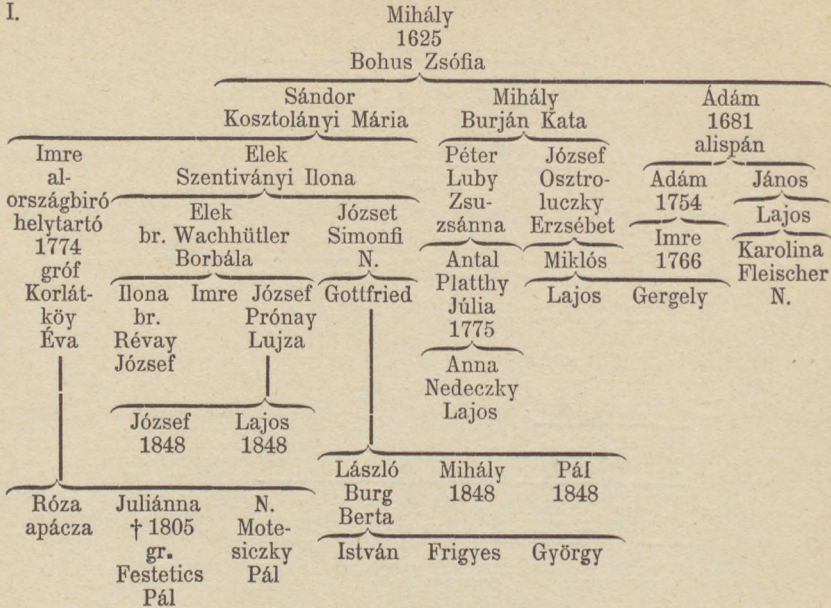 I.
Mihály
1625
Bohus Zsófia
Sándor
Kosztolányi Mária
Mihály
Burján Kata
Ádám
1681
alispán
Imre
al-
országbiró
helytartó
1774
gróf
Korlát-
köy
Éva
Elek
Szentiványi Ilona
Péter
Luby
Zsu-
zsánna
József
Osztro-
luczky
Erzsébet
Adám
1754
János
Elek
br. Wachhütler
Borbála
Józset
Simonfi
N.
Imre
1766
Lajos
Karolina
Fleischer
N.
Ilona
br.
Révay
József
Imre
József
Prónay
Lujza
Gottfried
Antal
Platthy
Júlia
1775
Miklós
Lajos
Gergely
Anna
Nedeczky
Lajos
József
1848
Lajos
1848
László
Burg
Berta
Mihály
1848
Pál
1848
Róza
apácza
Juliánna
† 1805
gr.
Festetics
Pál
N.
Mote-
siczky
Pál
István
Frigyes
György